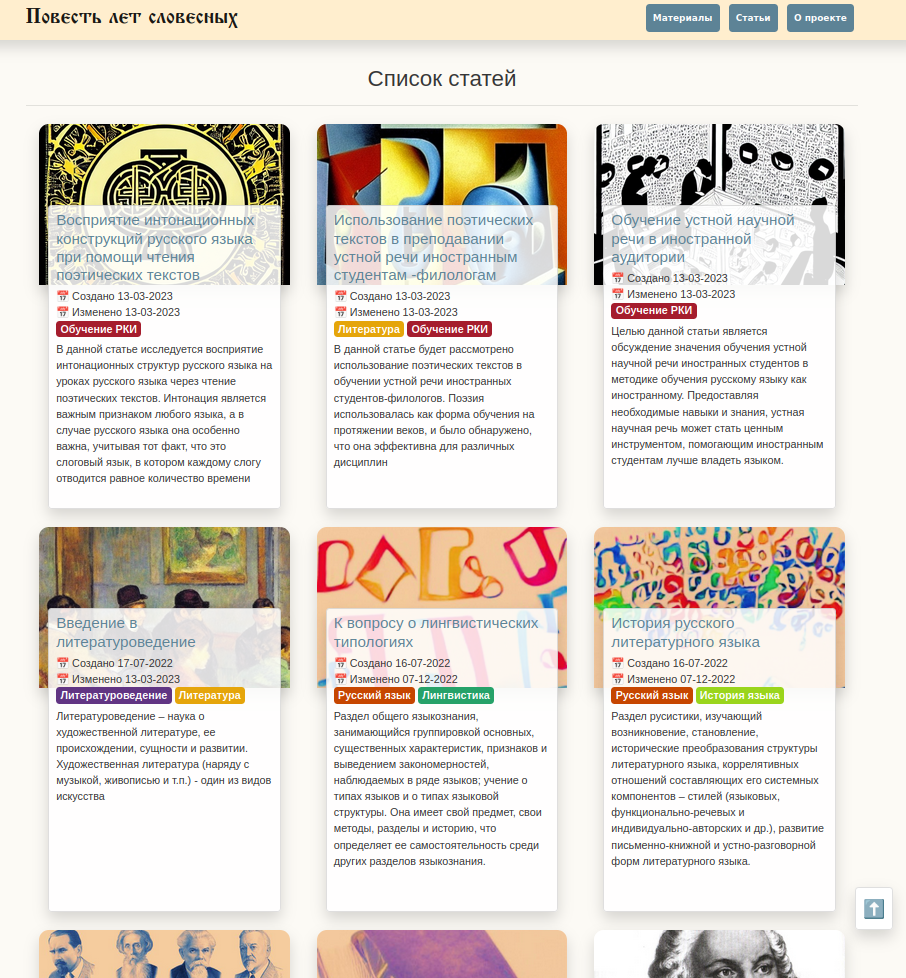 Повесть лет словесных
Материалы
Статьи
О проекте
Список статей
Восприятие интонационных
конструкций русского языка
при помощи чтения
поэтических текстов
📅 Создано 13-03-2023
📅 Изменено 13-03-2023
Обучение РКИ
В данной статье исследуется восприятие
интонационных структур русского языка на
уроках русского языка через чтение
поэтических текстов. Интонация является
важным признаком любого языка, а в
случае русского языка она особенно
важна, учитывая тот факт, что это
слоговый язык, в котором каждому слогу
отводится равное количество времени
Использование поэтических
текстов в преподавании
устной речи иностранным
студентам -филологам
📅 Создано 13-03-2023
📅 Изменено 13-03-2023
Литература Обучение РКИ
В данной статье будет рассмотрено
использование поэтических текстов в
обучении устной речи иностранных
студентов-филологов. Поэзия
использовалась как форма обучения на
протяжении веков, и было обнаружено,
что она эффективна для различных
дисциплин
Обучение устной научной
речи в иностранной
аудитории
📅 Создано 13-03-2023
📅 Изменено 13-03-2023
Обучение РКИ
Целью данной статьи является
обсуждение значения обучения устной
научной речи иностранных студентов в
методике обучения русскому языку как
иностранному. Предоставляя
необходимые навыки и знания, устная
научная речь может стать ценным
инструментом, помогающим иностранным
студентам лучше владеть языком.
Введение в
литературоведение
📅 Создано 17-07-2022
📅 Изменено 13-03-2023
Литературоведение Литература
Литературоведение – наука о
художественной литературе, ее
происхождении, сущности и развитии.
Художественная литература (наряду с
музыкой, живописью и т.п.) - один из видов
искусства
К вопросу о лингвистических
типологиях
📅 Создано 16-07-2022
📅 Изменено 07-12-2022
Русский язык Лингвистика
Раздел общего языкознания,
занимающийся группировкой основных,
существенных характеристик, признаков и
выведением закономерностей,
наблюдаемых в ряде языков; учение о
типах языков и о типах языковой
структуры. Она имеет свой предмет, свои
методы, разделы и историю, что
определяет ее самостоятельность среди
других разделов языкознания.
История русского
литературного языка
📅 Создано 16-07-2022
📅 Изменено 07-12-2022
Русский язык История языка
Раздел русистики, изучающий
возникновение, становление,
исторические преобразования структуры
литературного языка, коррелятивных
отношений составляющих его системных
компонентов – стилей (языковых,
функционально-речевых и
индивидуально-авторских и др.), развитие
письменно-книжной и устно-разговорной
форм литературного языка.